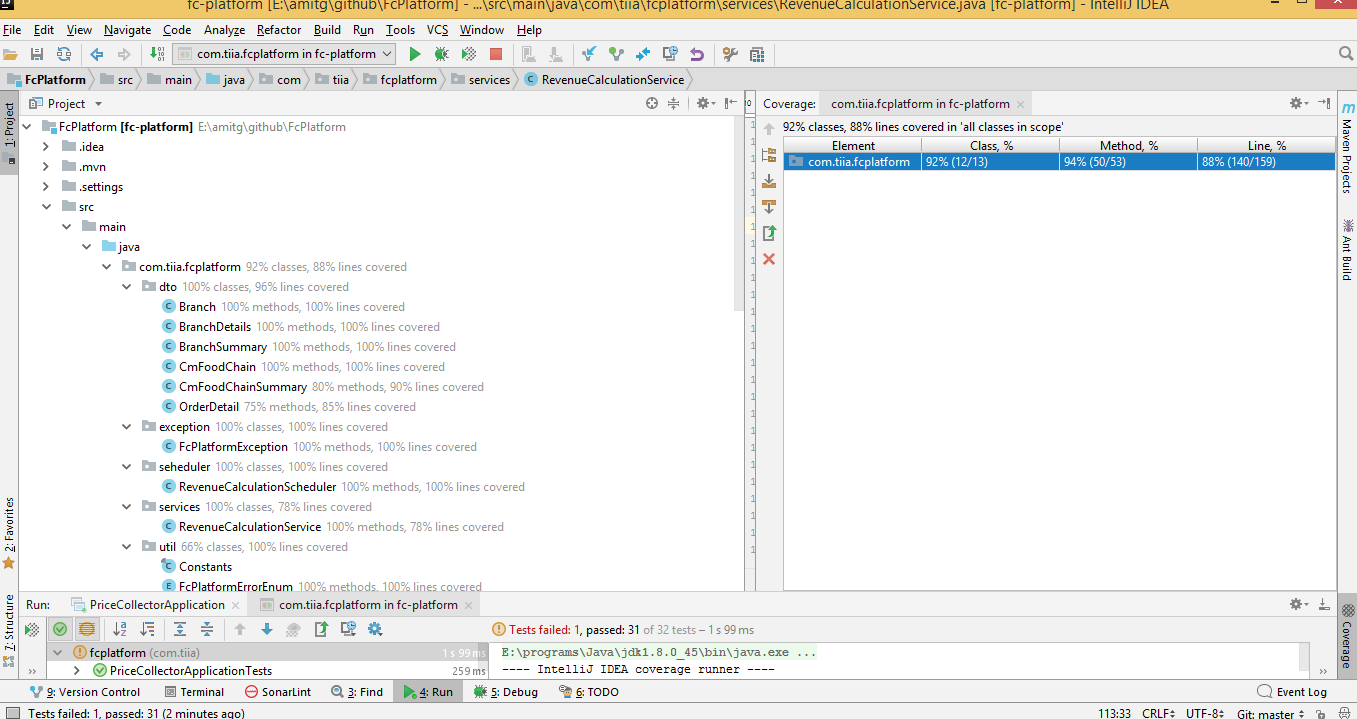 fc-platform [E:\amitg\github\FcPlatform] - ...\src\main\java\com\tiia\fcplatform\services\RevenueCalculationService.java [fc-platform] - IntelliJ IDEA
File Edit View Navigate Code Analyze Refactor Build Run Tools VCS Window Help
com.tiia.fcplatform in fc-platform
FcPlatform src main java com tiia fcplatform services RevenueCalculationService
1: Project
Project
FcPlatform [fc-platform] E:\amitg\github\FcPlatform
.idea
.mvn
.settings
src
main
java
com.tiia.fcplatform 92% classes, 88% lines covered
dto 100% classes, 96% lines covered
Branch 100% methods, 100% lines covered
BranchDetails 100% methods, 100% lines covered
BranchSummary 100% methods, 100% lines covered
CmFoodChain 100% methods, 100% lines covered
CmFoodChainSummary 80% methods, 90% lines covered
OrderDetail 75% methods, 85% lines covered
exception 100% classes, 100% lines covered
FcPlatformException 100% methods, 100% lines covered
seheduler 100% classes, 100% lines covered
RevenueCalculationScheduler 100% methods, 100% lines covered
services 100% classes, 78% lines covered
RevenueCalculationService 100% methods, 78% lines covered
util 66% classes, 100% lines covered
Constants
FcPlatformErrorEnum 100% methods, 100% lines covered
Coverage: com.tiia.fcplatform in fc-platform
92% classes, 88% lines covered in 'all classes in scope'
Element Class, % Method, % Line, %
com.tiia.fcplatform 92% (12/13) 94% (50/53) 88% (140/159)
Maven Projects
Ant Build
Coverage
2: Favorites
7: Structure
Run: PriceCollectorApplication com.tiia.fcplatform in fc-platform
Tests failed: 1, passed: 31 of 32 tests – 1 s 99 ms
fcplatform (com.tiia) 1 s 99 ms
PriceCollectorApplicationTests 259 ms
E:\programs\Java\jdk1.8.0_45\bin\java.exe ...
---- IntelliJ IDEA coverage runner ----
9: Version Control Terminal SonarLint 3: Find 4: Run 5: Debug 6: TODO Event Log
Tests failed: 1, passed: 31 (2 minutes ago) 113:33 CRLF UTF-8 Git: master